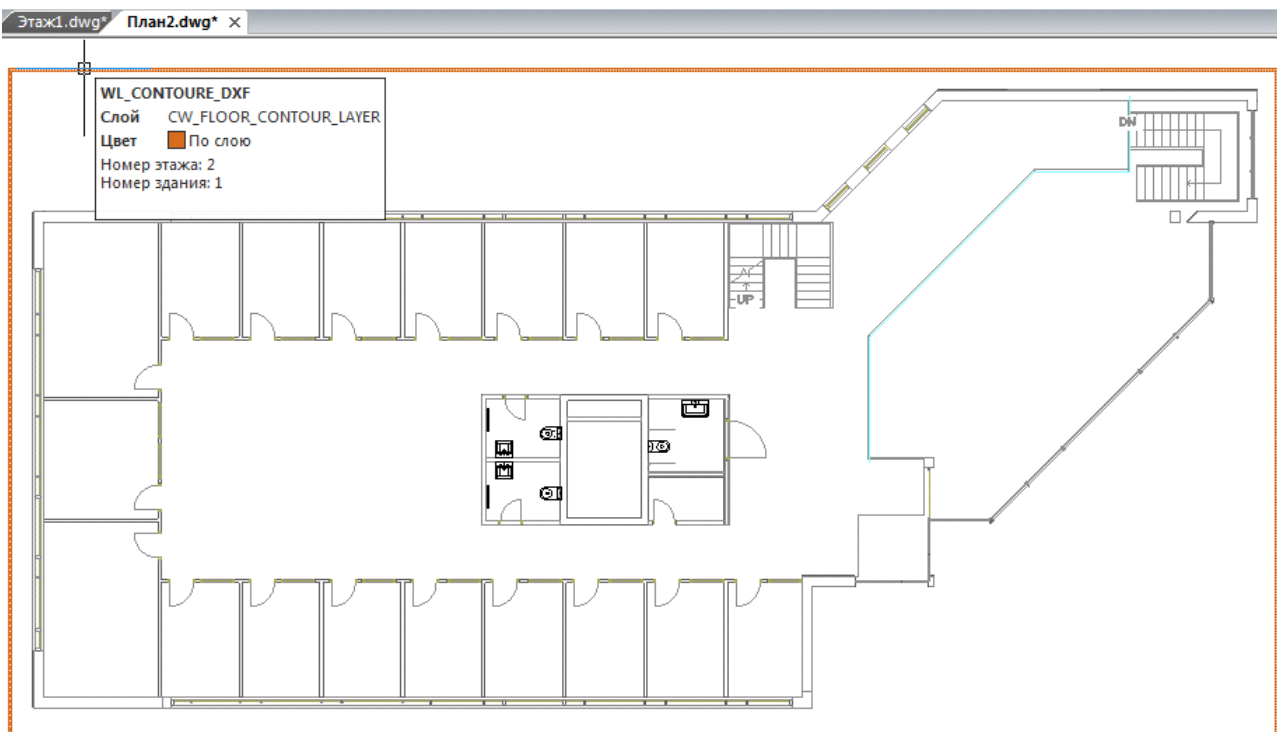 Этаж1.dwg* План2.dwg* ×
WL_CONTOURE_DXF
Слой CW_FLOOR_CONTOUR_LAYER
Цвет По слою
Номер этажа: 2
Номер здания: 1
DN
UP